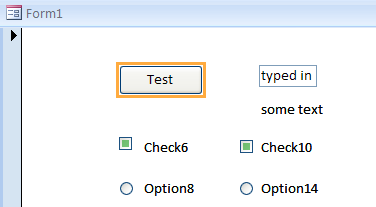 Form1
Test
typed in
some text
Check6
Check10
Option8
Option14